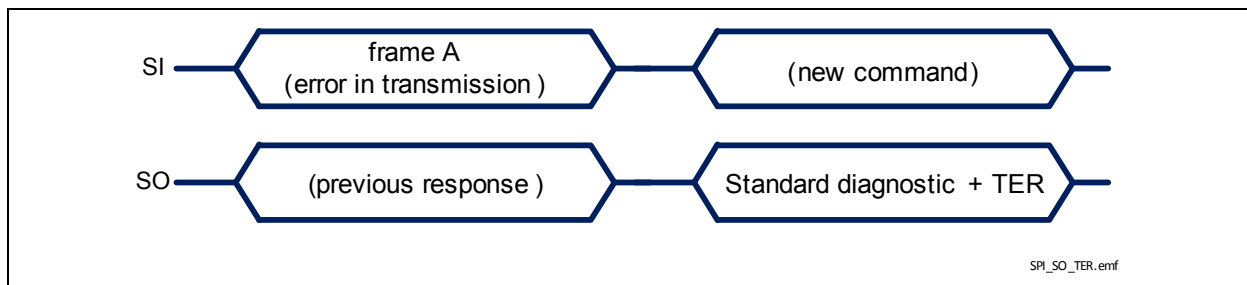 SI
frame A
(error in transmission )
(new command)
SO
(previous response )
Standard diagnostic + TER
SPI_SO_TER.emf